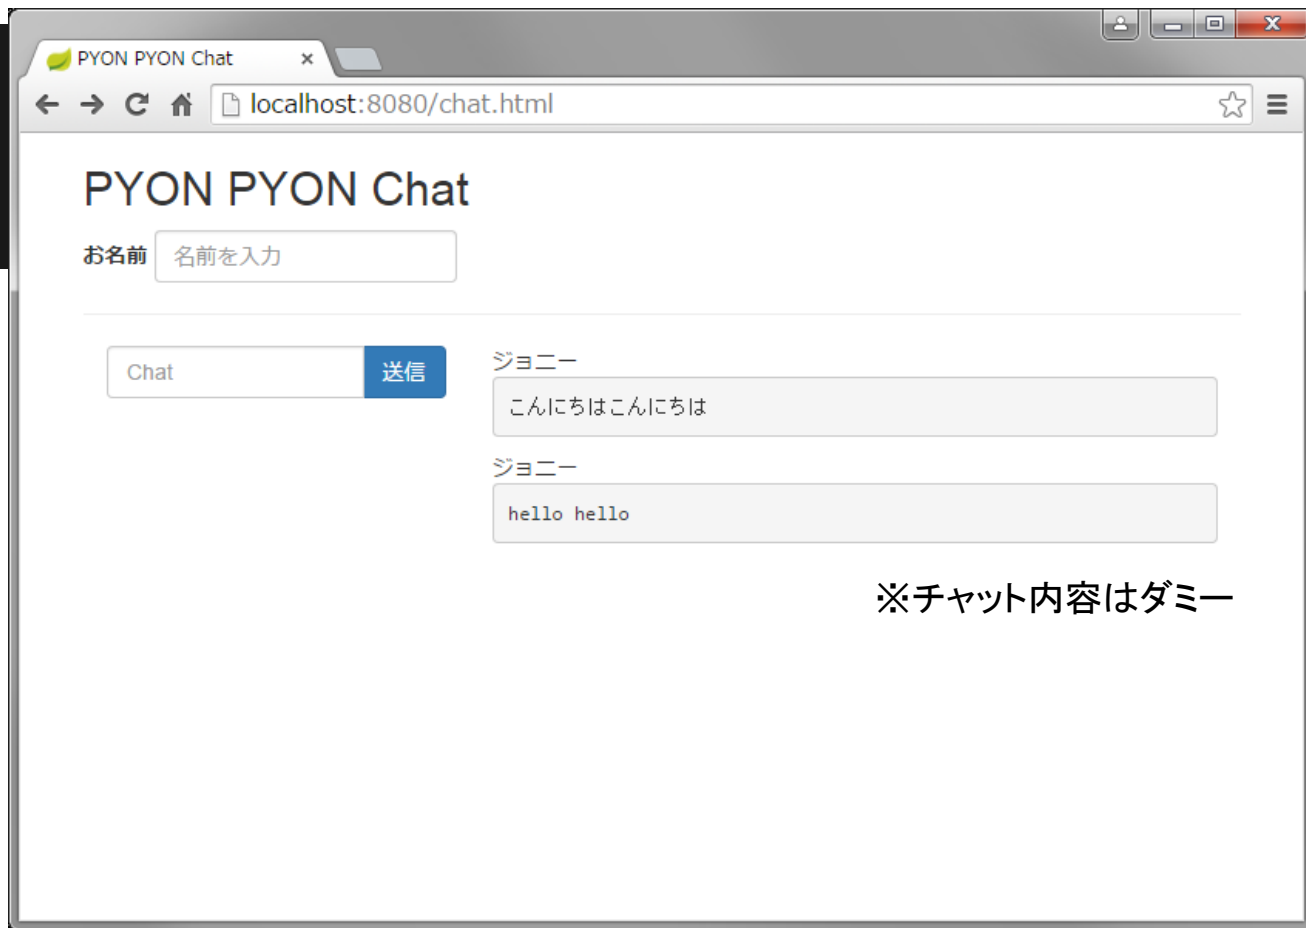 PYON PYON Chat
localhost:8080/chat.html
PYON PYON Chat
お名前 名前を入力
Chat 送信
ジョニー
こんにちはこんにちは
ジョニー
hello hello
※チャット内容はダミー